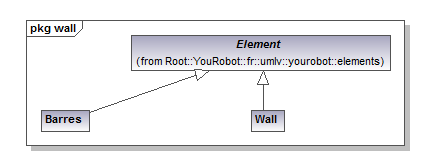 pkg wall
Element
(from Root::YouRobot::fr::umlv::yourobot::elements)
Barres
Wall